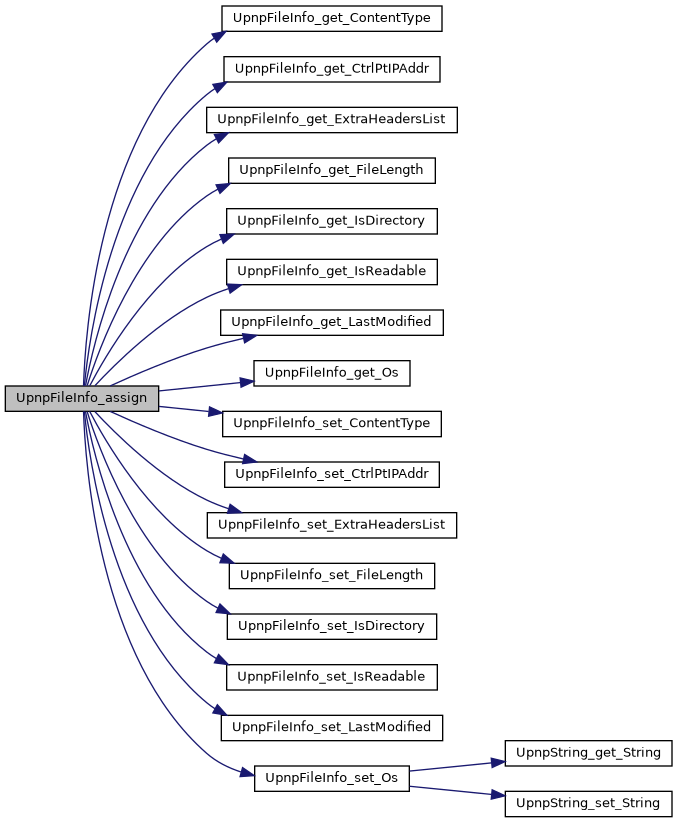 UpnpFileInfo_get_ContentType
UpnpFileInfo_get_CtrlPtIPAddr
UpnpFileInfo_get_ExtraHeadersList
UpnpFileInfo_get_FileLength
UpnpFileInfo_get_IsDirectory
UpnpFileInfo_get_IsReadable
UpnpFileInfo_get_LastModified
UpnpFileInfo_get_Os
UpnpFileInfo_assign
UpnpFileInfo_set_ContentType
UpnpFileInfo_set_CtrlPtIPAddr
UpnpFileInfo_set_ExtraHeadersList
UpnpFileInfo_set_FileLength
UpnpFileInfo_set_IsDirectory
UpnpFileInfo_set_IsReadable
UpnpFileInfo_set_LastModified
UpnpFileInfo_set_Os
UpnpString_get_String
UpnpString_set_String